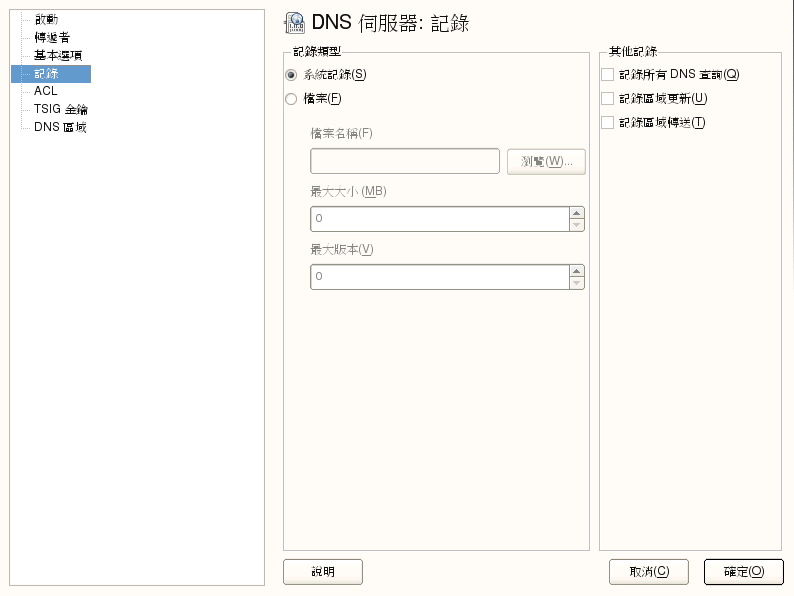 啟動
轉遞者
基本選項
記錄
ACL
TSIG 金鑰
DNS 區域
DNS 伺服器: 記錄
記錄類型
系統記錄(S)
檔案(F)
檔案名稱(F)
瀏覽(W)...
最大大小 (MB)
0
最大版本(V)
0
其他記錄
記錄所有 DNS 查詢(Q)
記錄區域更新(U)
記錄區域傳送(T)
說明
取消(C)
確定(O)